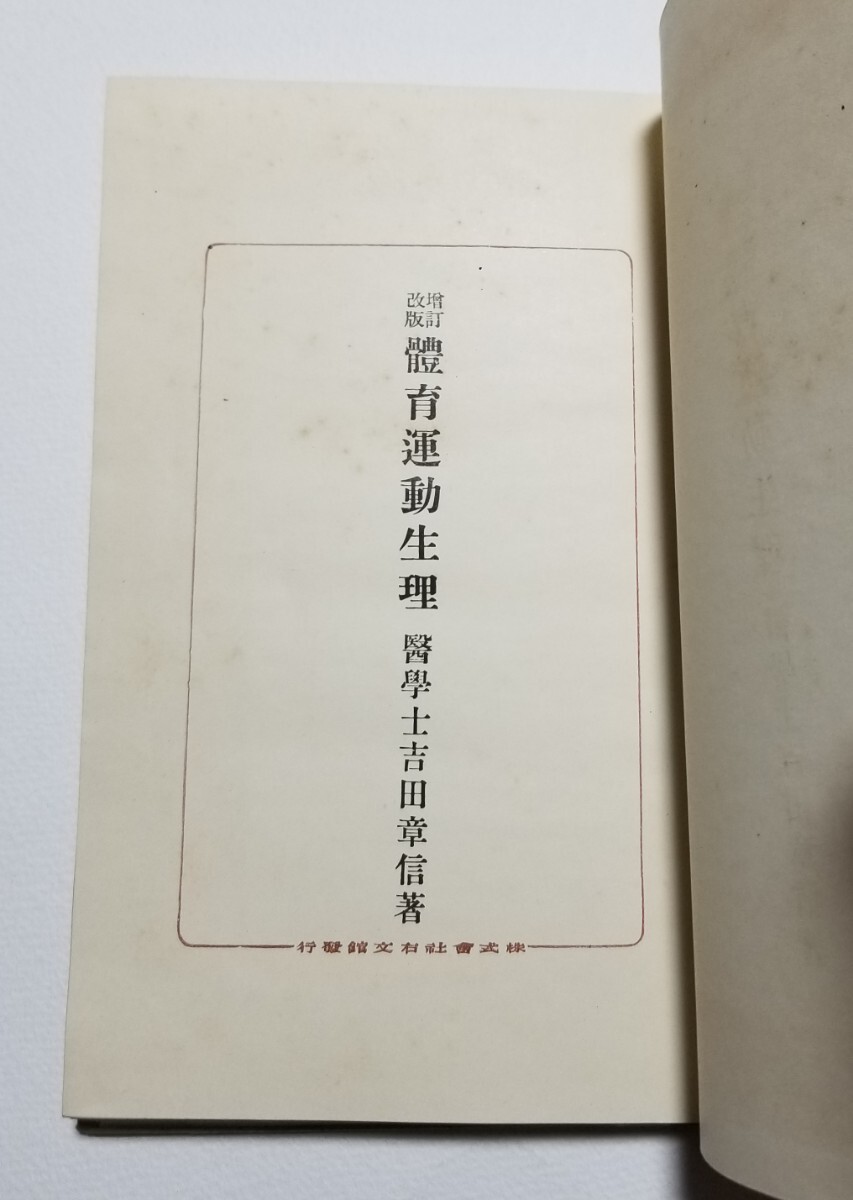 增訂
改版
體育運動生理
醫學士吉田章信著
株式會社右文館發行